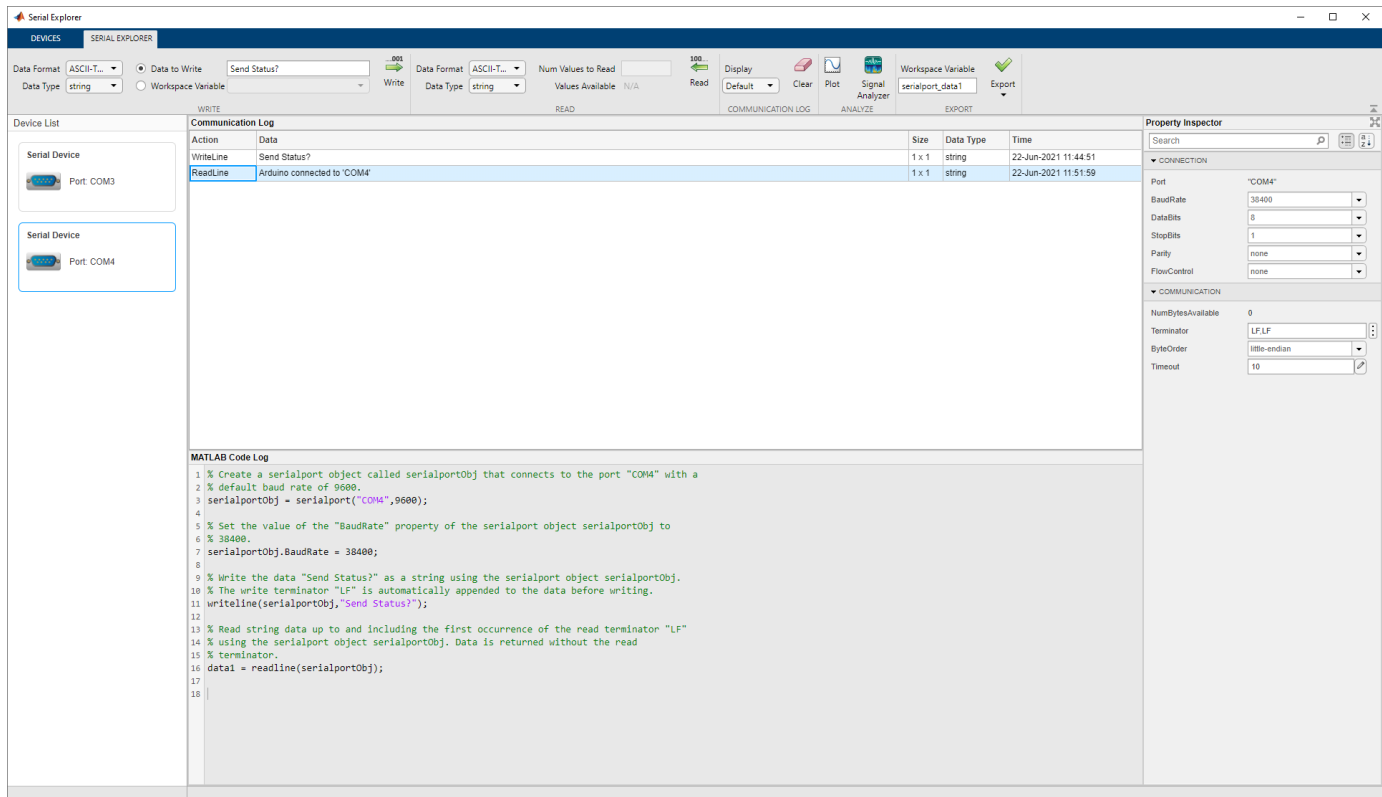 Serial Explorer
DEVICES SERIAL EXPLORER
Data Format ASCII-T... Data to Write Send Status? Write Data Format ASCII-T... Num Values to Read Read Display Clear Plot Signal Analyzer Workspace Variable Export
Data Type string Workspace Variable Data Type string Values Available N/A Default serialport_data1
WRITE READ COMMUNICATION LOG ANALYZE EXPORT
Device List
Serial Device
Port: COM3
Serial Device
Port: COM4
Communication Log
Action Data Size Data Type Time
WriteLine Send Status? 1 x 1 string 22-Jun-2021 11:44:51
ReadLine Arduino connected to 'COM4' 1 x 1 string 22-Jun-2021 11:51:59
MATLAB Code Log
1 % Create a serialport object called serialportObj that connects to the port "COM4" with a
2 % default baud rate of 9600.
3 serialportObj = serialport("COM4",9600);
4
5 % Set the value of the "BaudRate" property of the serialport object serialportObj to
6 % 38400.
7 serialportObj.BaudRate = 38400;
8
9 % Write the data "Send Status?" as a string using the serialport object serialportObj.
10 % The write terminator "LF" is automatically appended to the data before writing.
11 writeline(serialportObj,"Send Status?");
12
13 % Read string data up to and including the first occurrence of the read terminator "LF"
14 % using the serialport object serialportObj. Data is returned without the read
15 % terminator.
16 data1 = readline(serialportObj);
17
18
Property Inspector
Search
CONNECTION
Port "COM4"
BaudRate 38400
DataBits 8
StopBits 1
Parity none
FlowControl none
COMMUNICATION
NumBytesAvailable 0
Terminator LF,LF
ByteOrder little-endian
Timeout 10